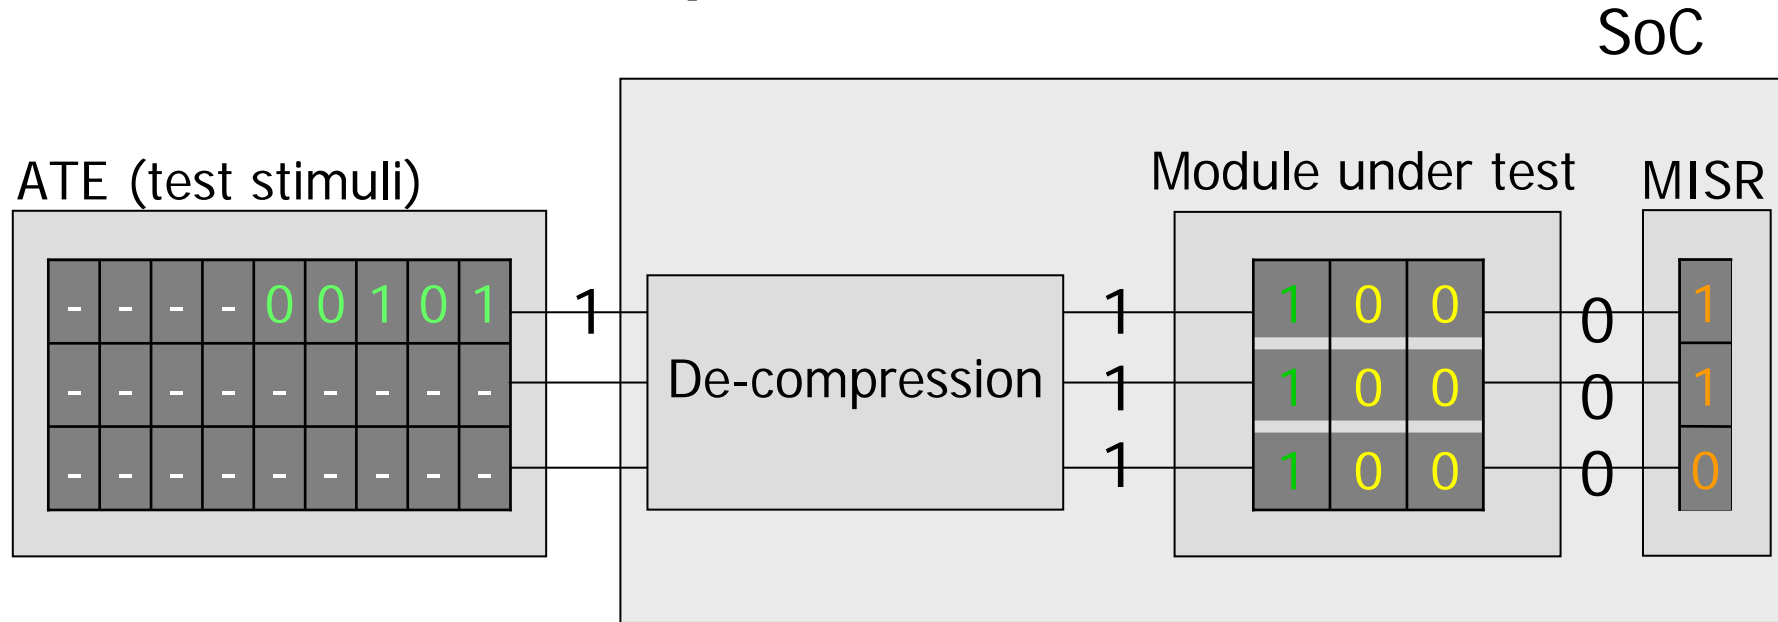 SoC
ATE (test stimuli)
Module under test
MISR
- - - - 0 0 1 0 1
1
1
1 0 0
0
1
- - - - - - - - -
De-compression
1
1 0 0
0
1
- - - - - - - - -
1
1 0 0
0
0